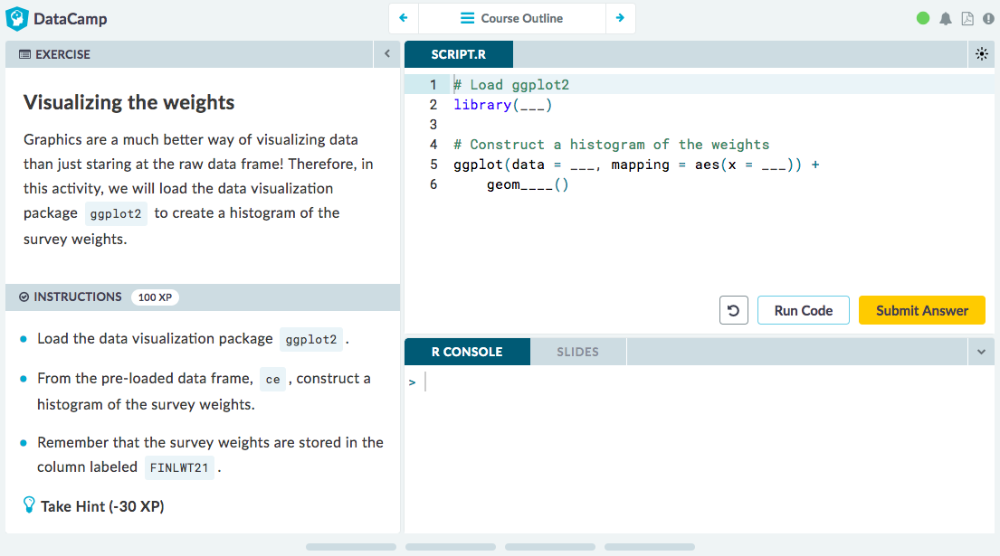 DataCamp
Course Outline
EXERCISE
Visualizing the weights
Graphics are a much better way of visualizing data
than just staring at the raw data frame! Therefore, in
this activity, we will load the data visualization
package ggplot2 to create a histogram of the
survey weights.
INSTRUCTIONS 100 XP
Load the data visualization package ggplot2 .
From the pre-loaded data frame, ce , construct a
histogram of the survey weights.
Remember that the survey weights are stored in the
column labeled FINLWT21 .
Take Hint (-30 XP)
SCRIPT.R
1 # Load ggplot2
2 library(___)
3
4 # Construct a histogram of the weights
5 ggplot(data = ___, mapping = aes(x = ___)) +
6 geom____()
Run Code
Submit Answer
R CONSOLE
SLIDES
>